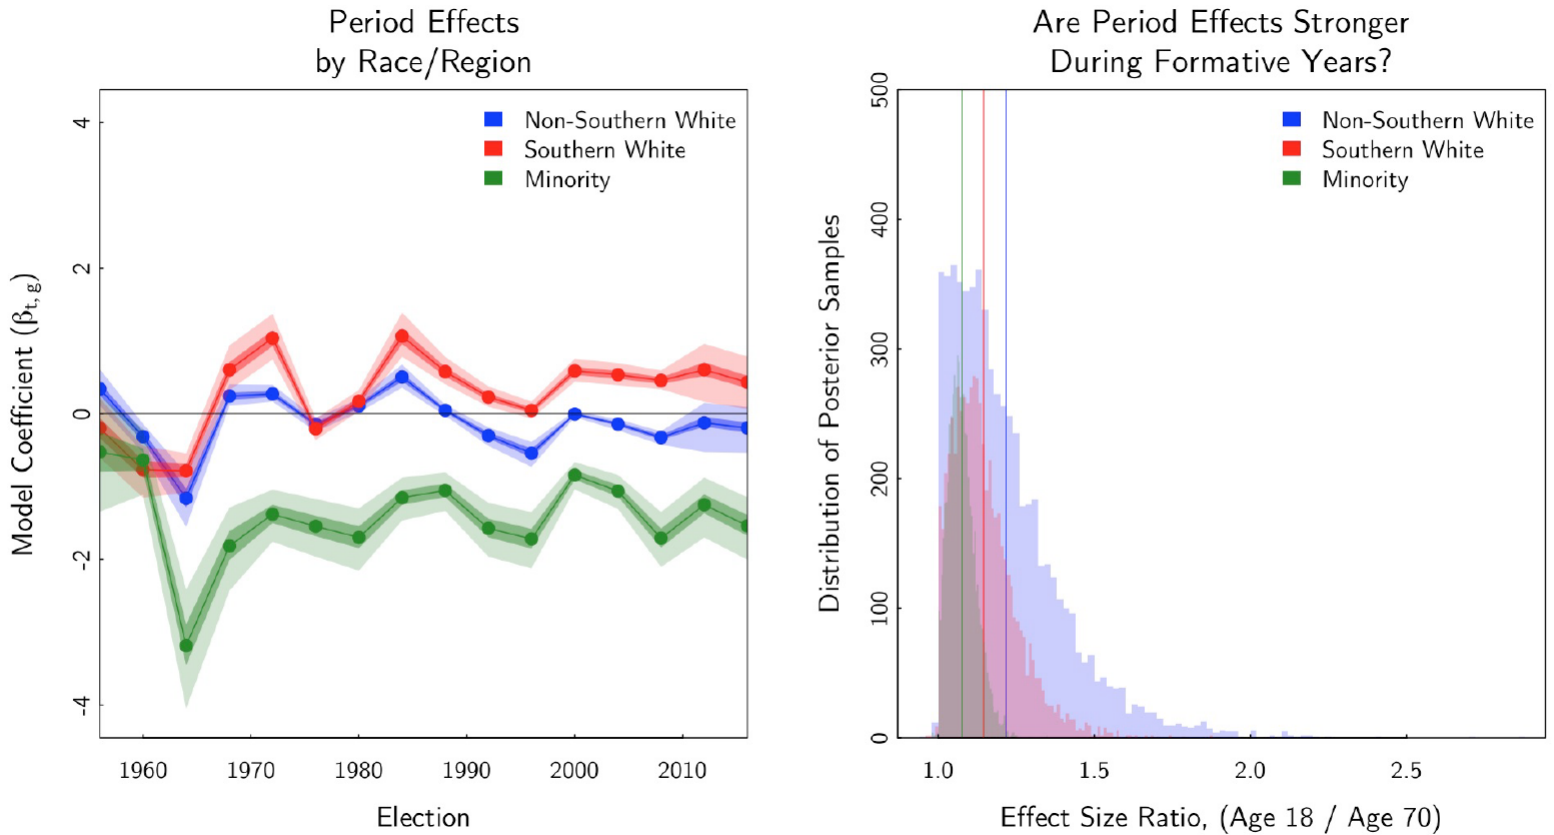 Period Effects
by Race/Region
Non-Southern White
Southern White
Minority
4
2
0
-2
-4
Model Coefficient (βt, g)
1960
1970
1980
1990
2000
2010
Election
Are Period Effects Stronger
During Formative Years?
Non-Southern White
Southern White
Minority
500
400
300
200
100
0
Distribution of Posterior Samples
1.0
1.5
2.0
2.5
Effect Size Ratio, (Age 18 / Age 70)